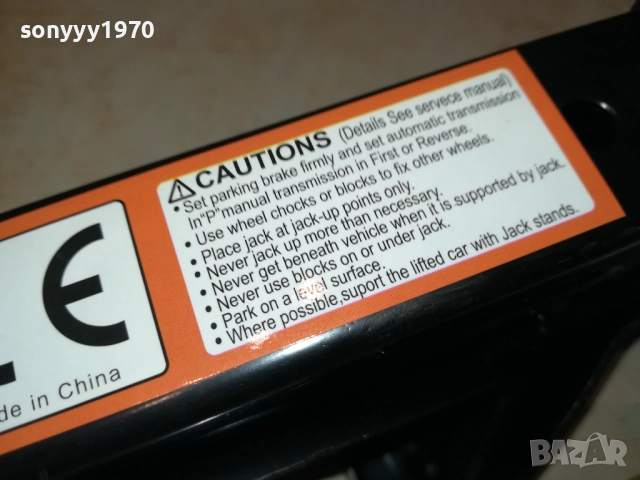 sonyyy1970
⚠CAUTIONS (Details See servece manual)
• Set parking brake firmly and set automatic transmission
In"P" manual transmission in First or Reverse.
• Use wheel chocks or blocks to fix other wheels.
• Place jack at jack-up points only.
• Never jack up more than necessary.
• Never get beneath vehicle when it is supported by jack.
• Never use blocks on or under jack.
• Park on a level surface.
• Where possible,suport the lifted car with Jack stands.
CE
de in China
BAZAR